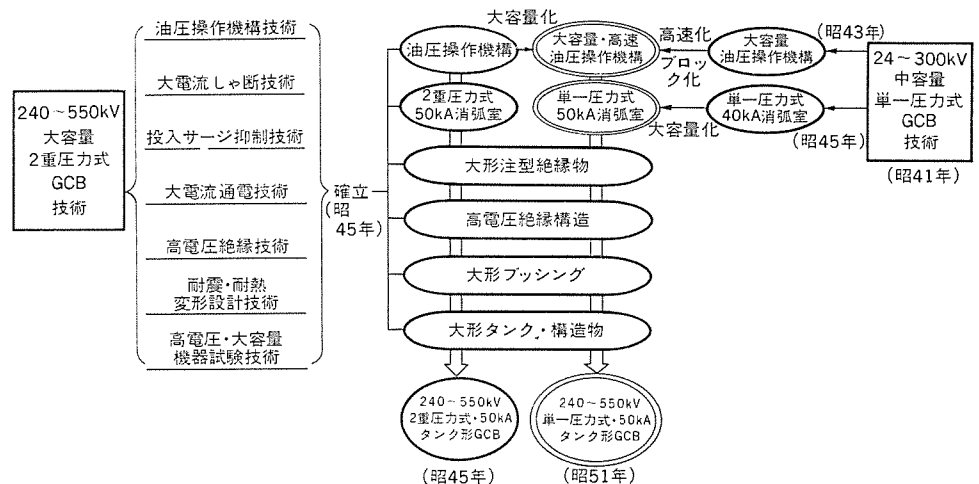 240～550kV
大容量
2重圧力式
GCB
技術
油圧操作機構技術
大電流しゃ断技術
投入サージ抑制技術
大電流通電技術
高電圧絶縁技術
耐震・耐熱
変形設計技術
高電圧・大容量
機器試験技術
確立
(昭
45年)
大容量化
油圧操作機構
大容量・高速
油圧操作機構
高速化
ブロック化
大容量
油圧操作機構
(昭43年)
2重圧力式
50kA消弧室
単一圧力式
50kA消弧室
大容量化
単一圧力式
40kA消弧室
(昭45年)
24～300kV
中容量
単一圧力式
GCB
技術
(昭41年)
大形注型絶縁物
高電圧絶縁構造
大形ブッシング
大形タンク・構造物
240～550kV
2重圧力式・50kA
タンク形GCB
(昭45年)
240～550kV
単一圧力式・50kA
タンク形GCB
(昭51年)